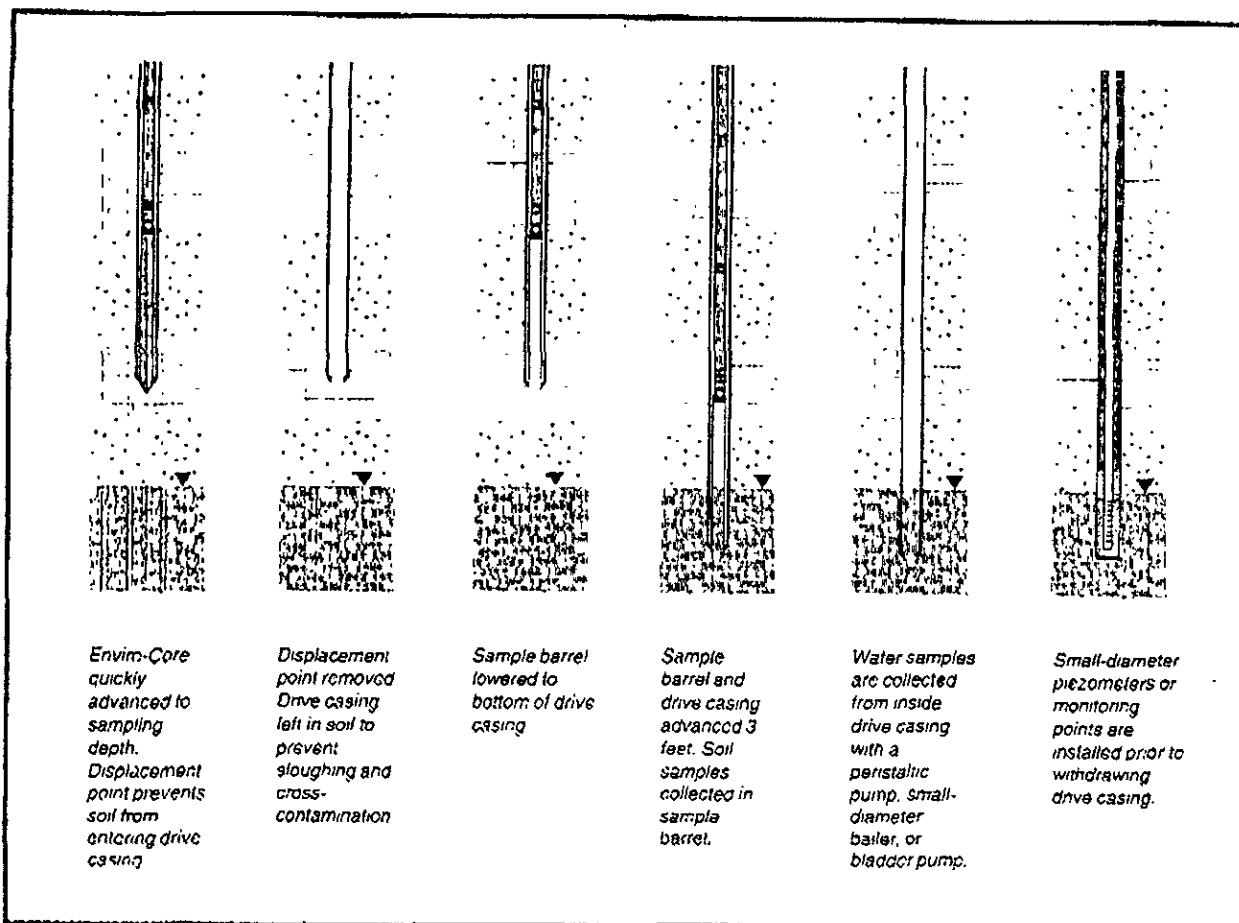 Enviro-Core
quickly
advanced to
sampling
depth.
Displacement
point prevents
soil from
entering drive
casing
Displacement
point removed
Drive casing
left in soil to
prevent
sloughing and
cross-
contamination
Sample barrel
lowered to
bottom of drive
casing
Sample
barrel and
drive casing
advanced 3
feet. Soil
samples
collected in
sample
barrel.
Water samples
are collected
from inside
drive casing
with a
peristaltic
pump, small-
diameter
bailer, or
bladder pump.
Small-diameter
piezometers or
monitoring
points are
installed prior to
withdrawing
drive casing.